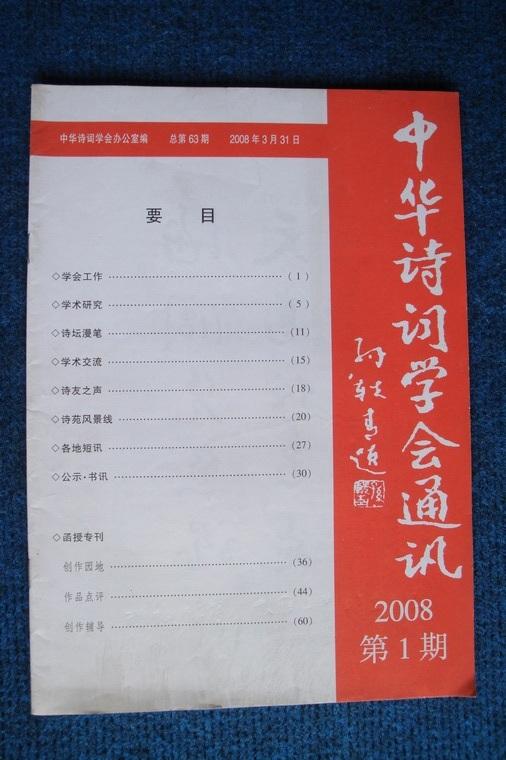 中华诗词学会办公室编 总第63期 2008年3月31日
中华诗词学会通讯
孙轶青题
2008
第1期
要 目
◇学会工作 …………………………… (1)
◇学术研究 …………………………… (5)
◇诗坛漫笔 …………………………… (11)
◇学术交流 …………………………… (15)
◇诗友之声 …………………………… (18)
◇诗苑风景线 …………………………… (20)
◇各地短讯 …………………………… (27)
◇公示·书讯 …………………………… (30)
◇函授专刊
创作园地 …………………………… (36)
作品点评 …………………………… (44)
创作辅导 …………………………… (60)